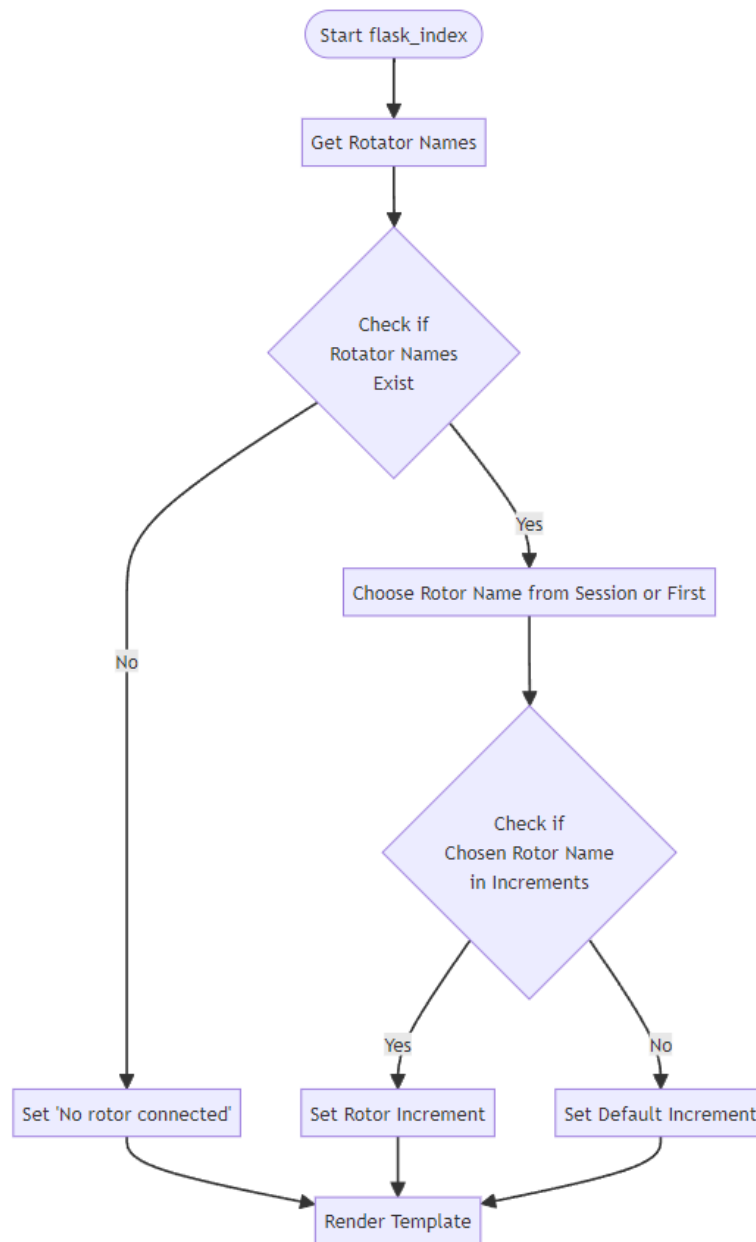 Start flask_index
Get Rotator Names
Check if
Rotator Names
Exist
Yes
Choose Rotor Name from Session or First
No
Check if
Chosen Rotor Name
in Increments
Yes
No
Set 'No rotor connected'
Set Rotor Increment
Set Default Increment
Render Template